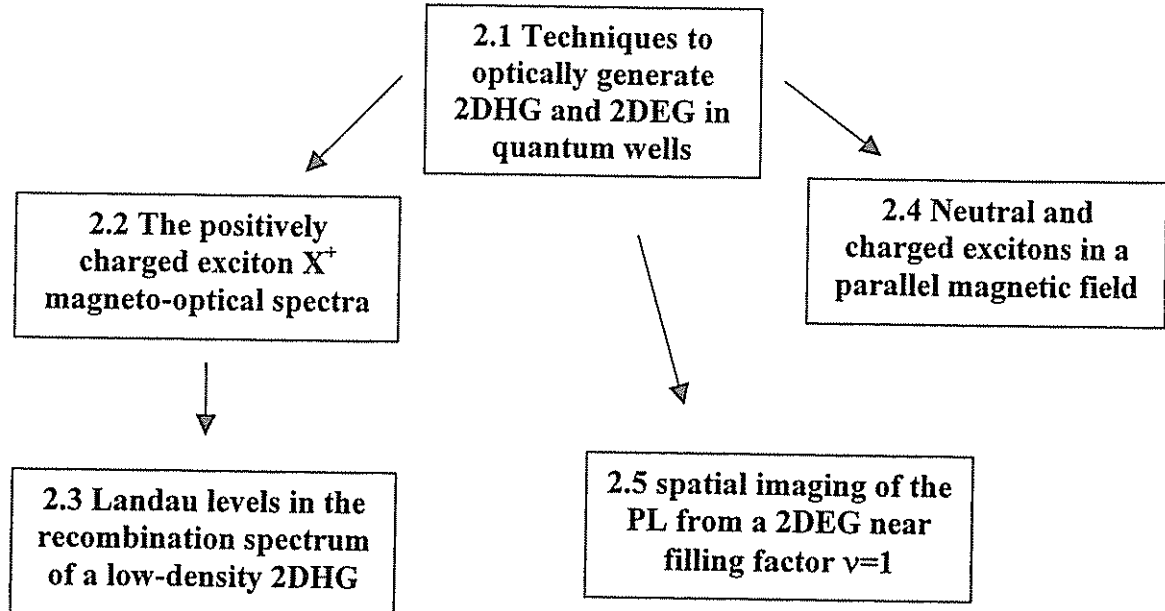 2.1 Techniques to
optically generate
2DHG and 2DEG in
quantum wells
2.2 The positively
charged exciton X⁺
magneto-optical spectra
2.4 Neutral and
charged excitons in a
parallel magnetic field
2.3 Landau levels in the
recombination spectrum
of a low-density 2DHG
2.5 spatial imaging of the
PL from a 2DEG near
filling factor ν=1